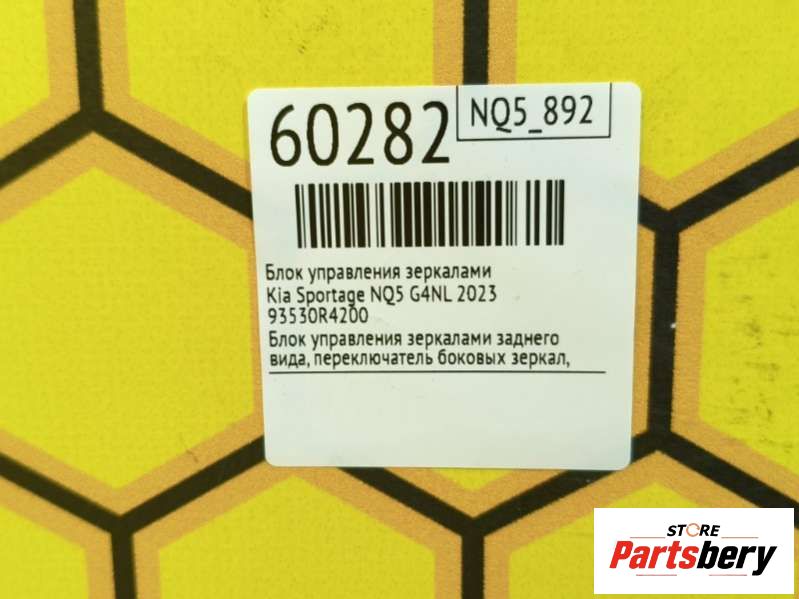 60282
NQ5_892
Блок управления зеркалами
Kia Sportage NQ5 G4NL 2023
93530R4200
Блок управления зеркалами заднего
вида, переключатель боковых зеркал,
STORE
Partsbery